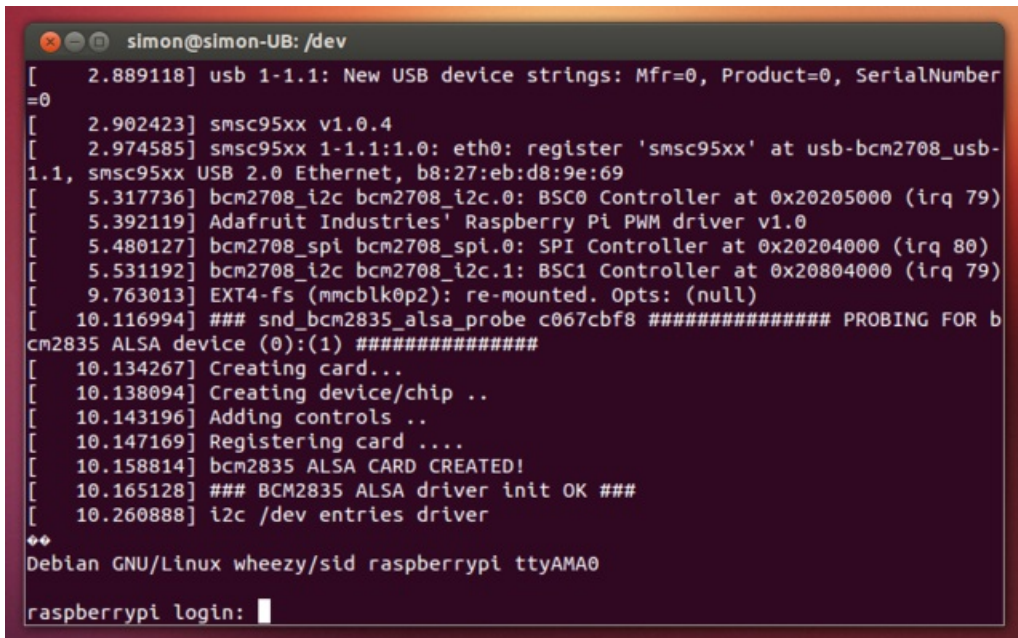 simon@simon-UB: /dev
[    2.889118] usb 1-1.1: New USB device strings: Mfr=0, Product=0, SerialNumber
=0
[    2.902423] smsc95xx v1.0.4
[    2.974585] smsc95xx 1-1.1:1.0: eth0: register 'smsc95xx' at usb-bcm2708_usb-
1.1, smsc95xx USB 2.0 Ethernet, b8:27:eb:d8:9e:69
[    5.317736] bcm2708_i2c bcm2708_i2c.0: BSC0 Controller at 0x20205000 (irq 79)
[    5.392119] Adafruit Industries' Raspberry Pi PWM driver v1.0
[    5.480127] bcm2708_spi bcm2708_spi.0: SPI Controller at 0x20204000 (irq 80)
[    5.531192] bcm2708_i2c bcm2708_i2c.1: BSC1 Controller at 0x20804000 (irq 79)
[    9.763013] EXT4-fs (mmcblk0p2): re-mounted. Opts: (null)
[   10.116994] ### snd_bcm2835_alsa_probe c067cbf8 ############### PROBING FOR b
cm2835 ALSA device (0):(1) ###############
[   10.134267] Creating card...
[   10.138094] Creating device/chip ..
[   10.143196] Adding controls ..
[   10.147169] Registering card ....
[   10.158814] bcm2835 ALSA CARD CREATED!
[   10.165128] ### BCM2835 ALSA driver init OK ###
[   10.260888] i2c /dev entries driver
��
Debian GNU/Linux wheezy/sid raspberrypi ttyAMA0
raspberrypi login: